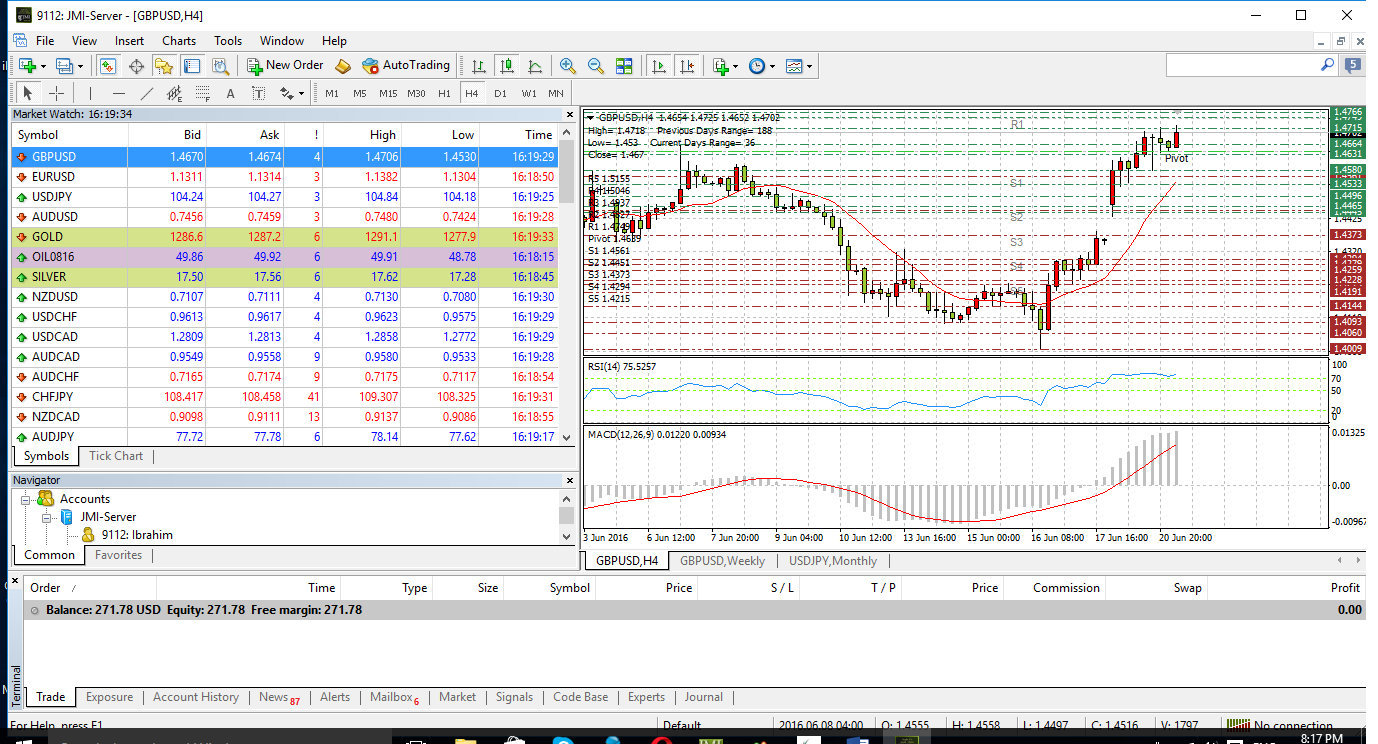 9112: JMI-Server - [GBPUSD,H4]
File View Insert Charts Tools Window Help
New Order AutoTrading 5
A T M1 M5 M15 M30 H1 H4 D1 W1 MN
Market Watch: 16:19:34
Symbol Bid Ask ! High Low Time
GBPUSD 1.4670 1.4674 4 1.4706 1.4530 16:19:29
EURUSD 1.1311 1.1314 3 1.1382 1.1304 16:18:50
USDJPY 104.24 104.27 3 104.84 104.18 16:19:25
AUDUSD 0.7456 0.7459 3 0.7480 0.7424 16:19:28
GOLD 1286.6 1287.2 6 1291.1 1277.9 16:19:33
OIL0816 49.86 49.92 6 49.91 48.78 16:18:15
SILVER 17.50 17.56 6 17.62 17.28 16:18:45
NZDUSD 0.7107 0.7111 4 0.7130 0.7080 16:19:30
USDCHF 0.9613 0.9617 4 0.9623 0.9575 16:19:29
USDCAD 1.2809 1.2813 4 1.2858 1.2772 16:19:29
AUDCAD 0.9549 0.9558 9 0.9580 0.9533 16:19:28
AUDCHF 0.7165 0.7174 9 0.7175 0.7117 16:18:54
CHFJPY 108.417 108.458 41 109.307 108.325 16:19:31
NZDCAD 0.9098 0.9111 13 0.9137 0.9086 16:18:55
AUDJPY 77.72 77.78 6 78.14 77.62 16:19:17
Symbols Tick Chart
Navigator
Accounts
JMI-Server
9112: Ibrahim
Common Favorites
GBPUSD,H4 1.4654 1.4725 1.4652 1.4702
High= 1.4718 Previous Days Range= 188
Low= 1.453 Current Days Range= 36
Close= 1.467
R5 1.5155
R4 1.5046
R3 1.4937
R1
Pivot 1.4639
S1 1.4561
S2 1.4451
S3 1.4373
S4 1.4294
S5 1.4215
R1
Pivot
S1
S2
S3
S4
S5
1.4766
1.4715
1.4664
1.4631
1.4580
1.4533
1.4496
1.4465
1.4425
1.4373
1.4320
1.4259
1.4228
1.4191
1.4144
1.4093
1.4060
1.4009
RSI(14) 75.5257
100
70
50
20
0
MACD(12,26,9) 0.01220 0.00934
0.01325
0.00
-0.00967
3 Jun 2016 6 Jun 12:00 7 Jun 20:00 9 Jun 04:00 10 Jun 12:00 13 Jun 16:00 15 Jun 00:00 16 Jun 08:00 17 Jun 16:00 20 Jun 20:00
GBPUSD,H4 GBPUSD,Weekly USDJPY,Monthly
Order / Time Type Size Symbol Price S / L T / P Price Commission Swap Profit
Balance: 271.78 USD Equity: 271.78 Free margin: 271.78 0.00
Terminal
Trade Exposure Account History News 87 Alerts Mailbox 6 Market Signals Code Base Experts Journal
For Help, press F1 Default 2016.06.08 04:00 O: 1.4555 H: 1.4558 L: 1.4497 C: 1.4516 V: 1797 No connection
8:17 PM